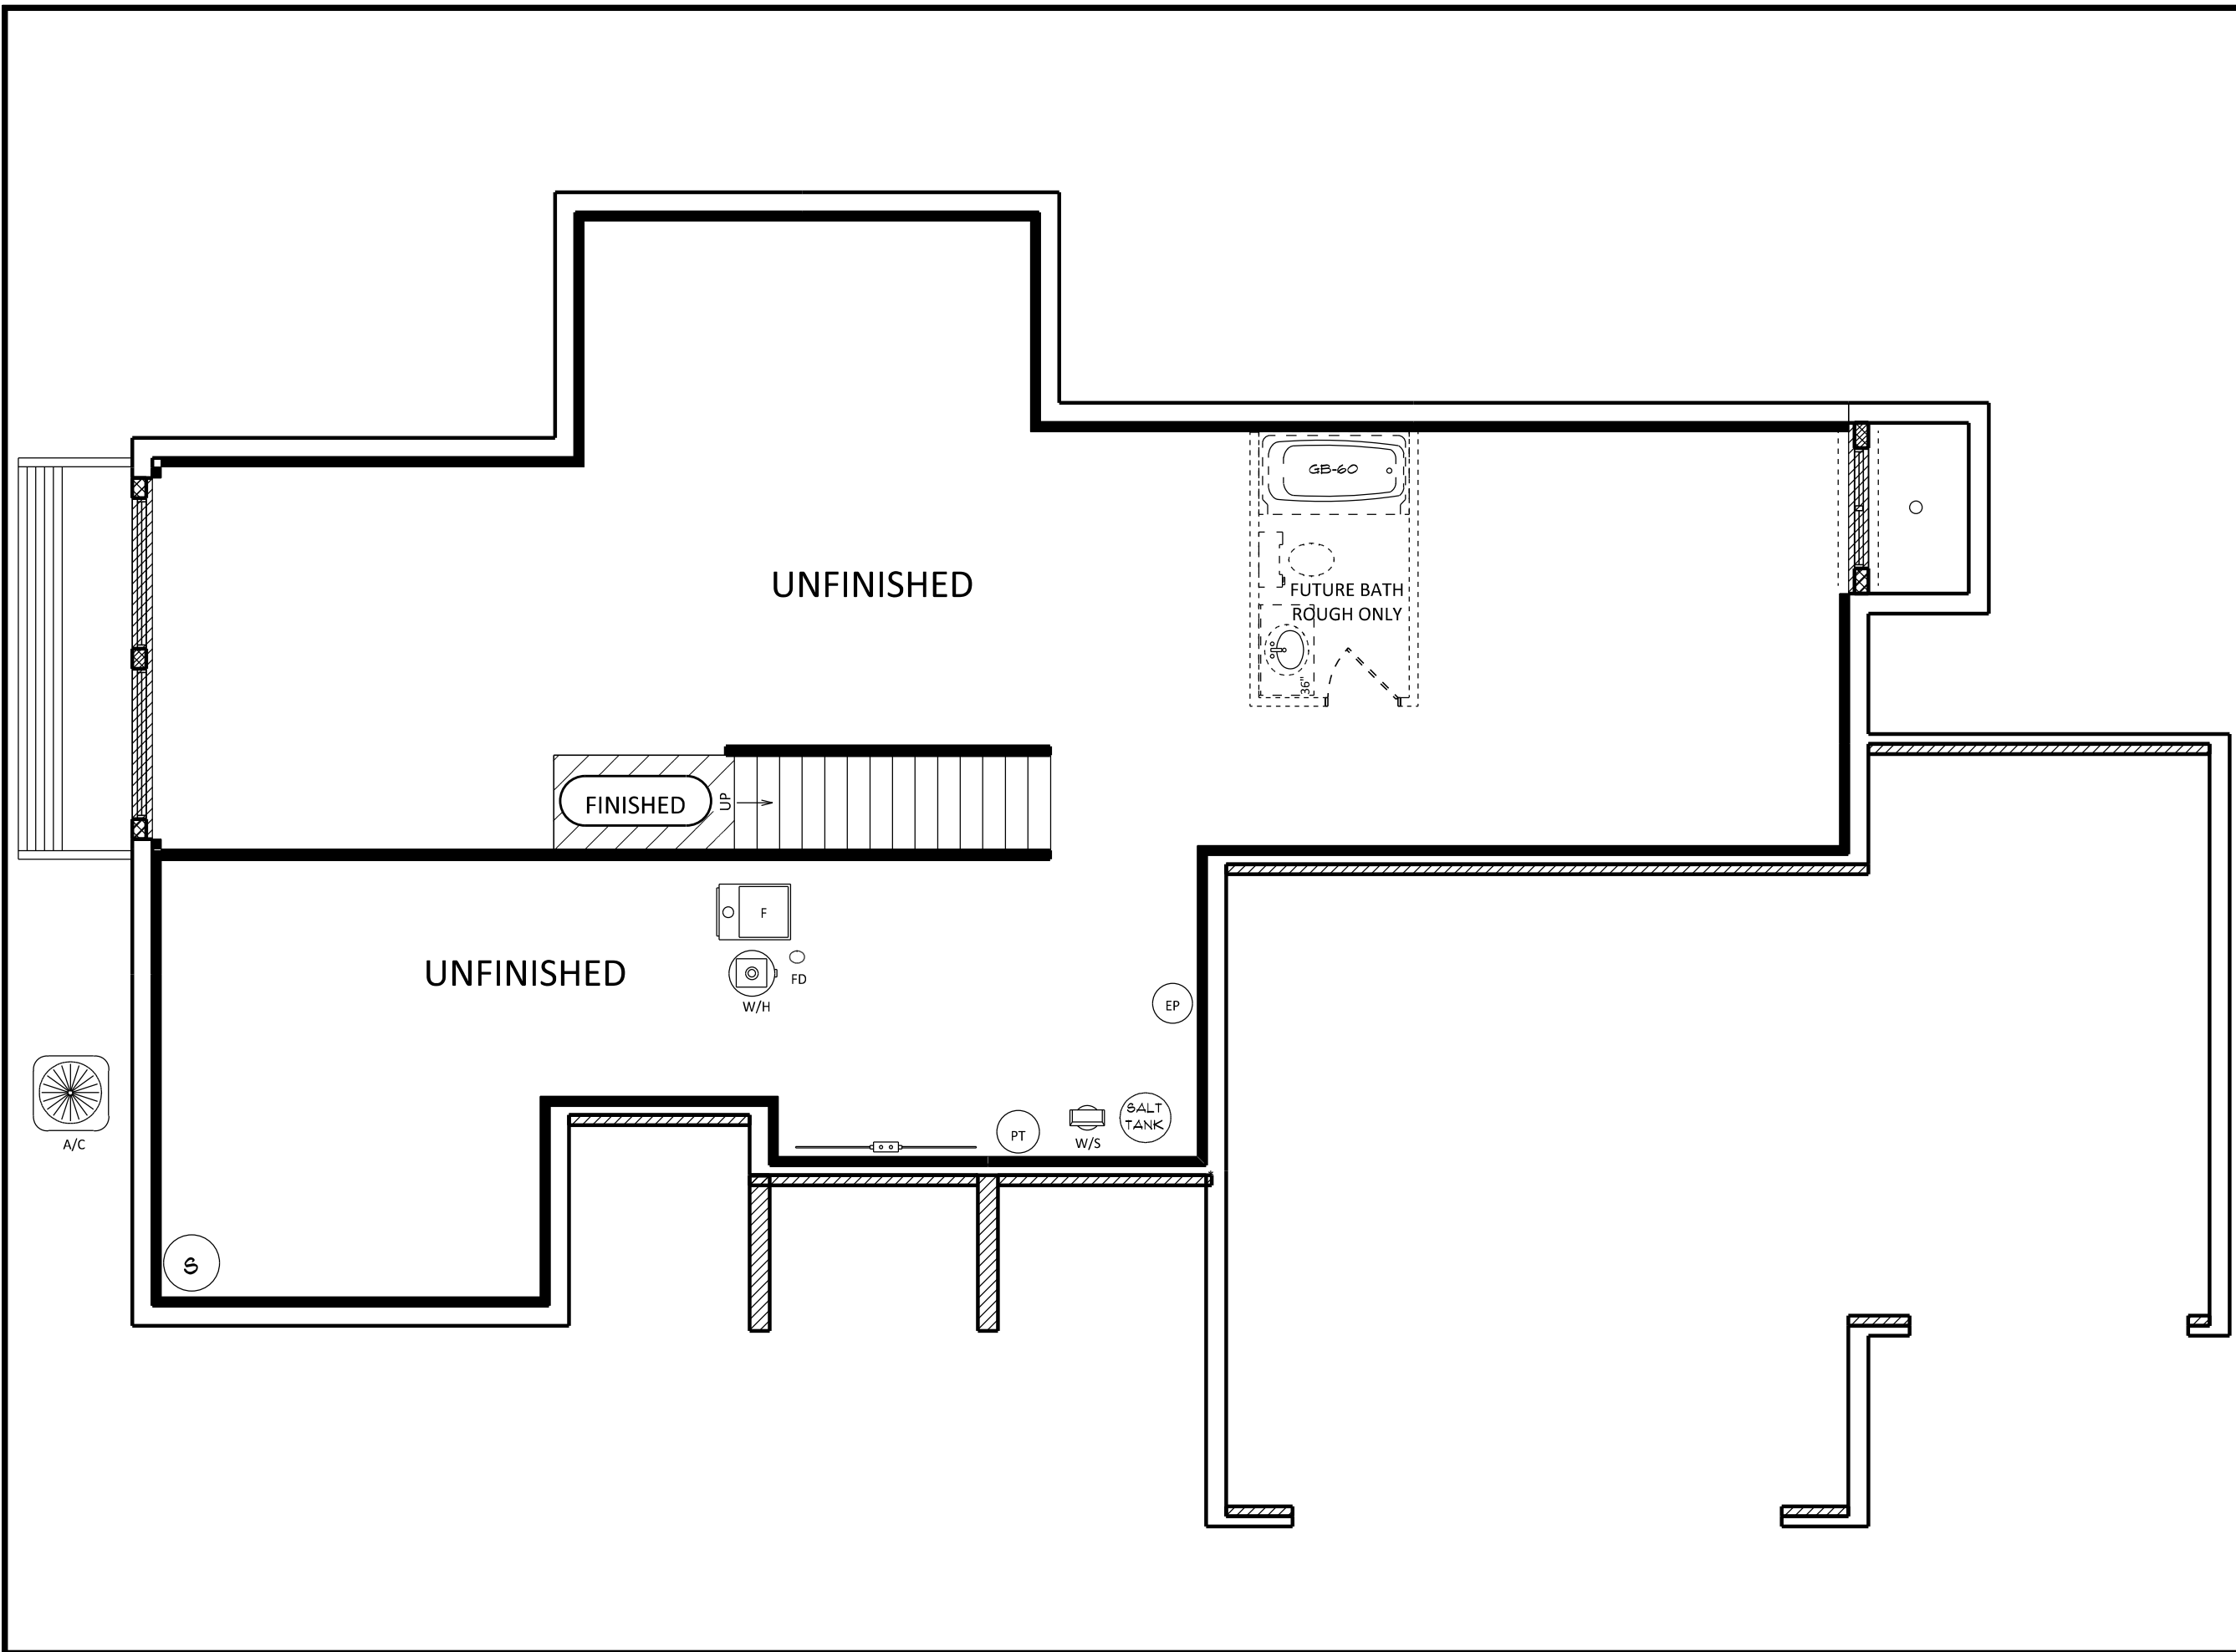 GB-60
UNFINISHED
FUTURE BATH
ROUGH ONLY
36"
FINISHED
UP
F
UNFINISHED
FD
W/H
EP
SALT
TANK
PT
W/S
A/C
*
S